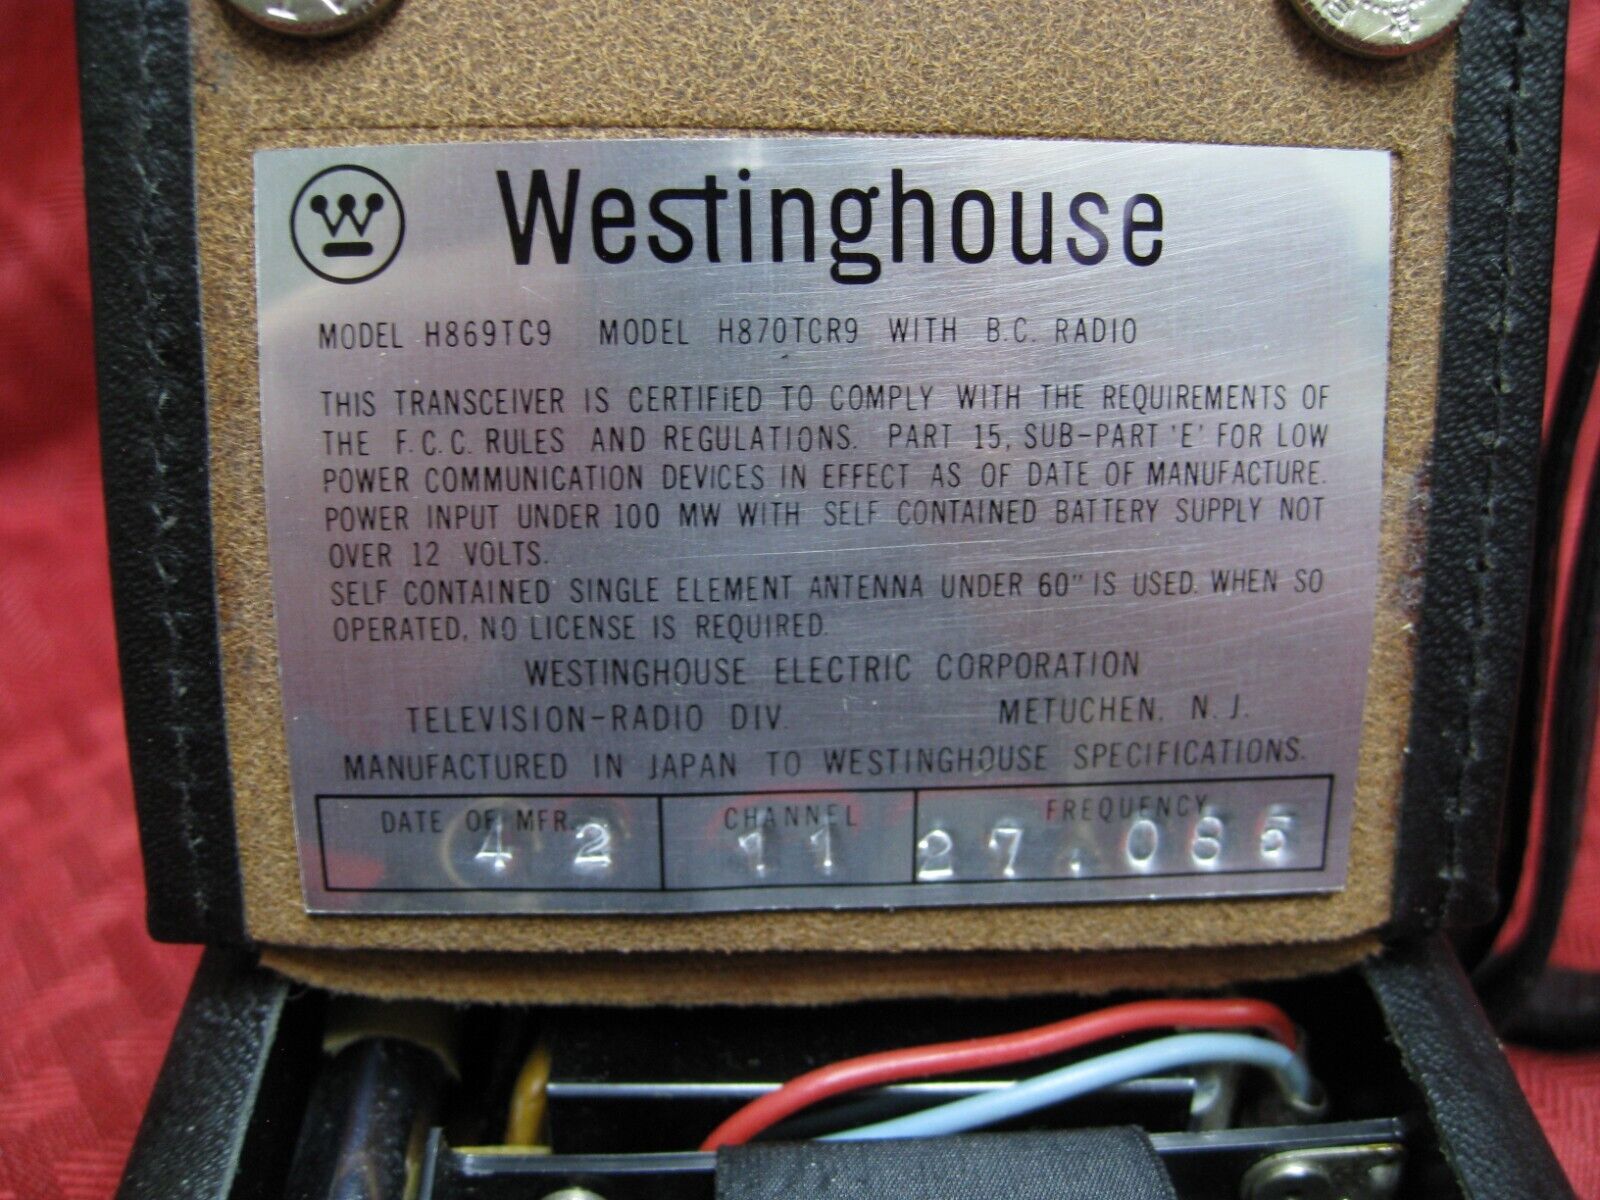 Westinghouse
MODEL H869TC9 MODEL H870TCR9 WITH B.C. RADIO
THIS TRANSCEIVER IS CERTIFiED TO COMPLY WITH THE REQUIREMENTS OF
THE F.C.C. RULES AND REGULATIONS. PART 15, SUB-PART 'E' FOR LOW
POWER COMMUNICATION DEVICES IN EFFECT AS OF DATE OF MANUFACTURE.
POWER INPUT UNDER 100 MW WITH SELF CONTAINED BATTERY SUPPLY NOT
OVER 12 VOLTS.
SELF CONTAINED SINGLE ELEMENT ANTENNA UNDER 60" IS USED. WHEN SO
OPERATED, NO LICENSE IS REQUIRED.
WESTINGHOUSE ELECTRIC CORPORATION
TELEVISION-RADIO DIV. METUCHEN, N.J.
MANUFACTURED IN JAPAN TO WESTINGHOUSE SPECIFICATIONS.
DATE OF MFR. CHANNEL FREQUENCY
42 11 27.085